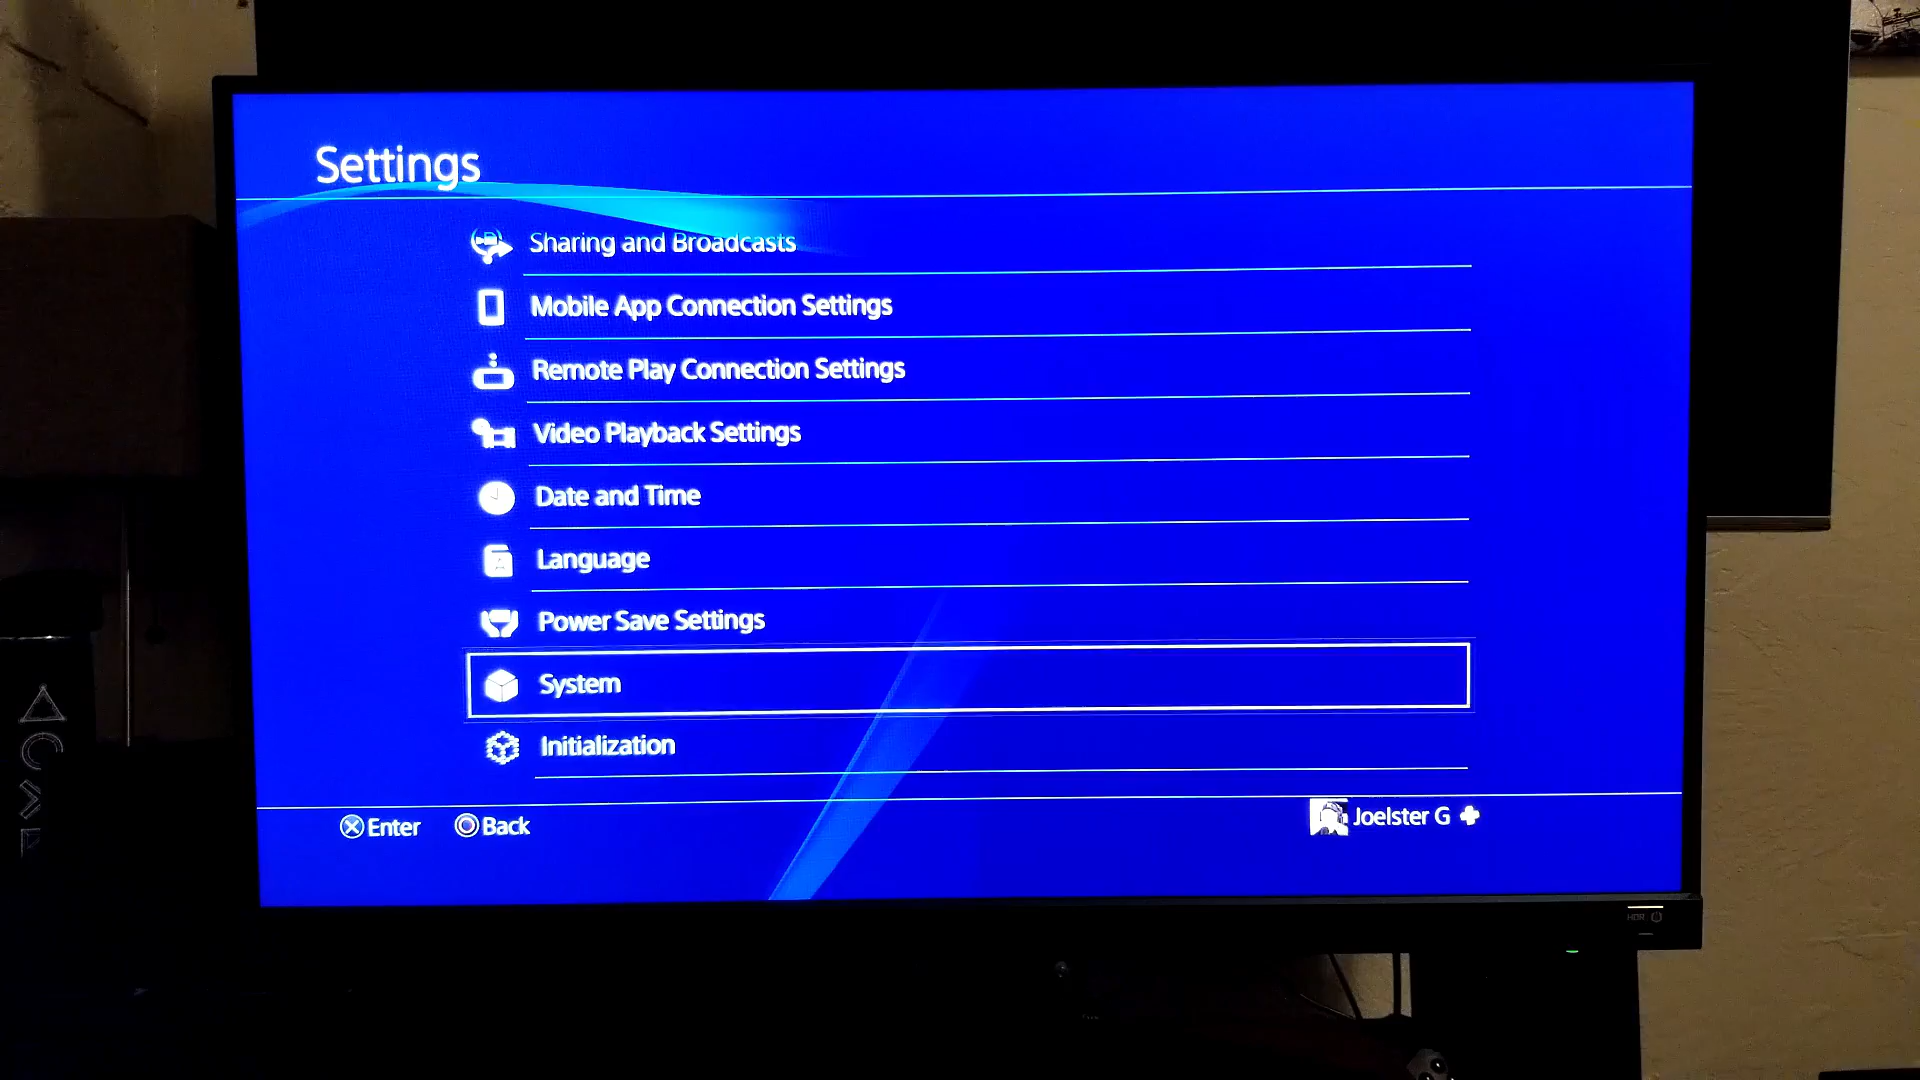 Settings
Sharing and Broadcasts
Mobile App Connection Settings
Remote Play Connection Settings
Video Playback Settings
Date and Time
Language
Power Save Settings
System
Initialization
Enter
Back
Joelster G
HDR